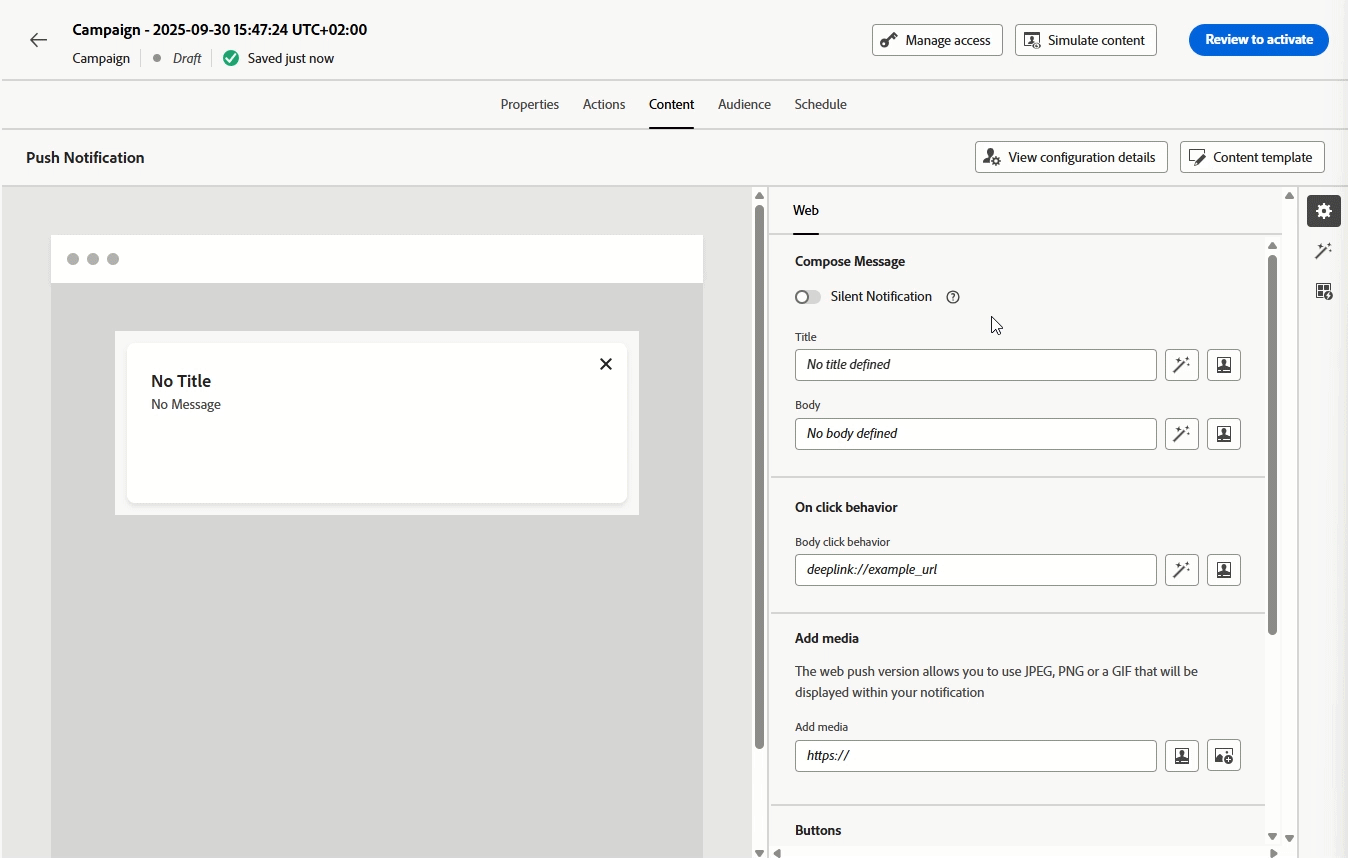 Campaign - 2025-09-30 15:47:24 UTC+02:00
Campaign
Draft
Saved just now
Manage access
Simulate content
Review to activate
Properties
Actions
Content
Audience
Schedule
Push Notification
View configuration details
Content template
No Title
No Message
Web
Compose Message
Silent Notification
Title
No title defined
Body
No body defined
On click behavior
Body click behavior
deeplink://example_url
Add media
The web push version allows you to use JPEG, PNG or a GIF that will be
displayed within your notification
Add media
https://
Buttons